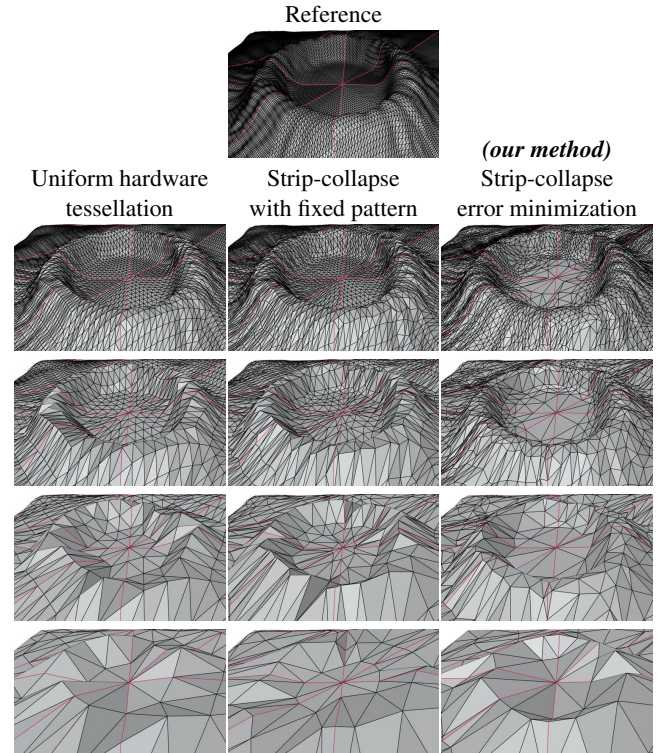 Reference
(our method)
Uniform hardware Strip-collapse Strip-collapse
tessellation with fixed pattern error minimization